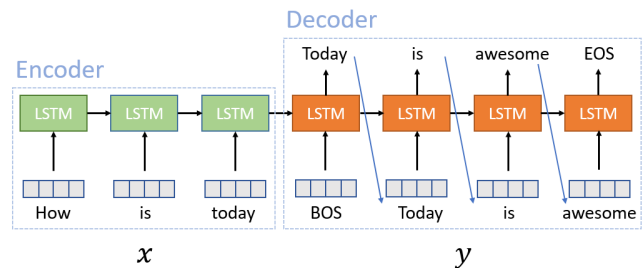 Decoder
Today is awesome EOS
Encoder
LSTM LSTM LSTM LSTM LSTM LSTM LSTM
How is today BOS Today is awesome
x y